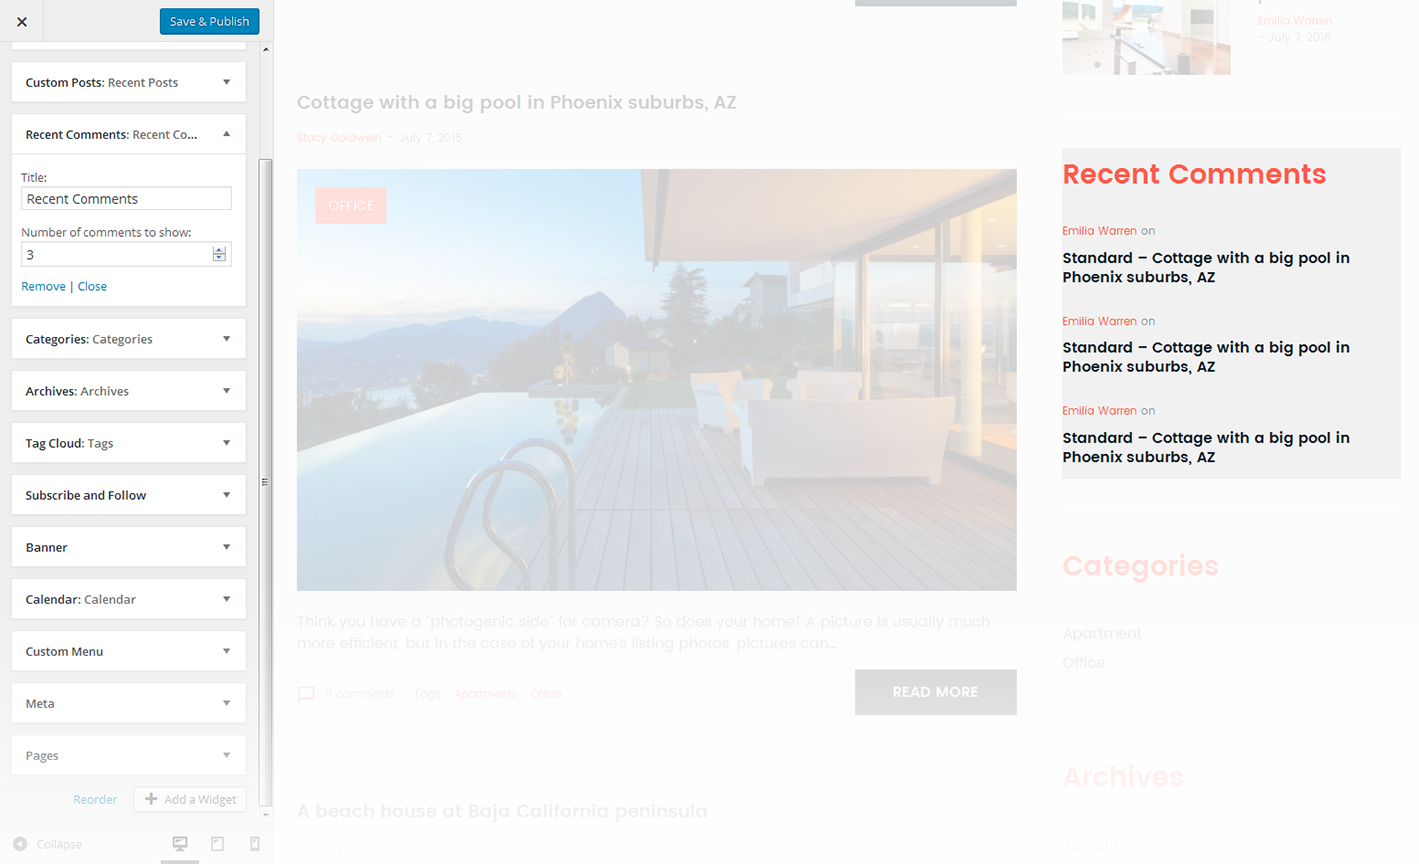 Save & Publish
Custom Posts: Recent Posts
Recent Comments: Recent Co...
Title:
Recent Comments
Number of comments to show:
3
Remove | Close
Categories: Categories
Archives: Archives
Tag Cloud: Tags
Subscribe and Follow
Banner
Calendar: Calendar
Custom Menu
Meta
Pages
Reorder
Add a Widget
Collapse
Cottage with a big pool in Phoenix suburbs, AZ
Stacy Goldwein – July 7, 2016
OFFICE
Think you have a "photogenic side" for camera? So does your home! A picture is usually much
more efficient, but in the case of your home's listing photos, pictures can...
0 comments Tags Apartments Office
READ MORE
A beach house at Baja California peninsula
Emilia Warren
– July 7, 2016
Recent Comments
Emilia Warren on
Standard – Cottage with a big pool in
Phoenix suburbs, AZ
Emilia Warren on
Standard – Cottage with a big pool in
Phoenix suburbs, AZ
Emilia Warren on
Standard – Cottage with a big pool in
Phoenix suburbs, AZ
Categories
Apartment
Office
Archives
July 2016